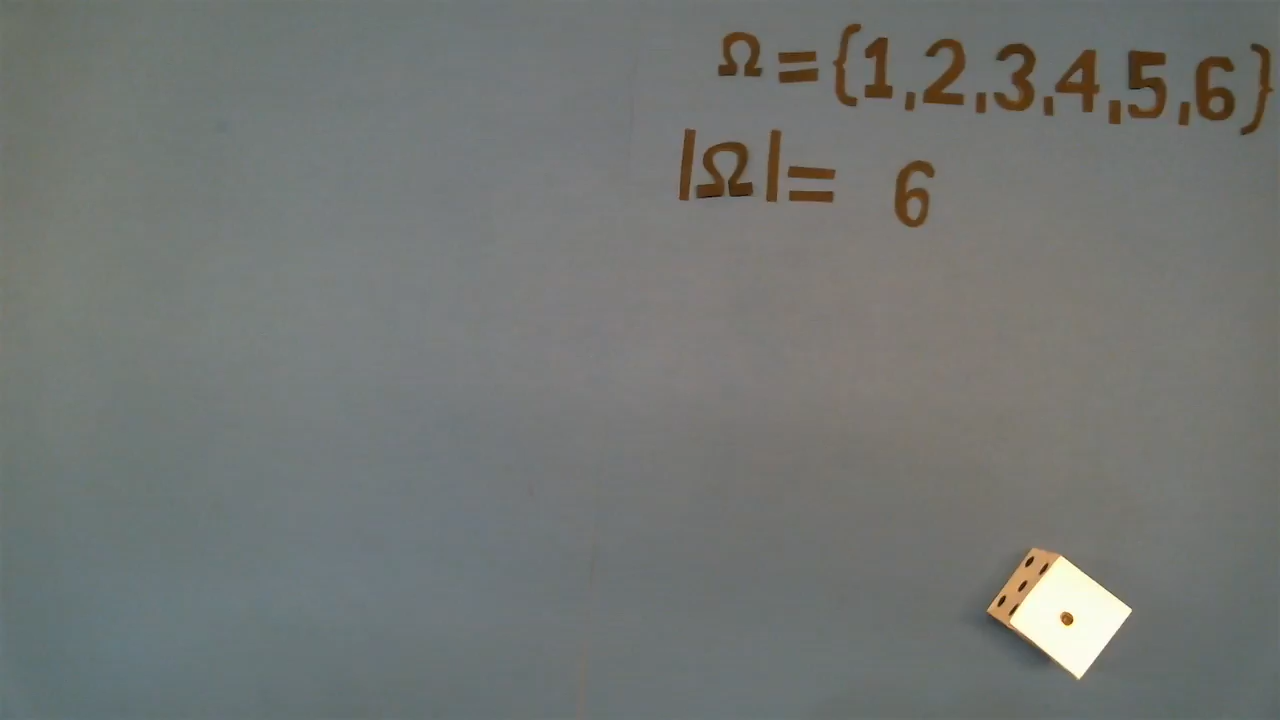 Ω = {1,2,3,4,5,6}
|Ω| = 6